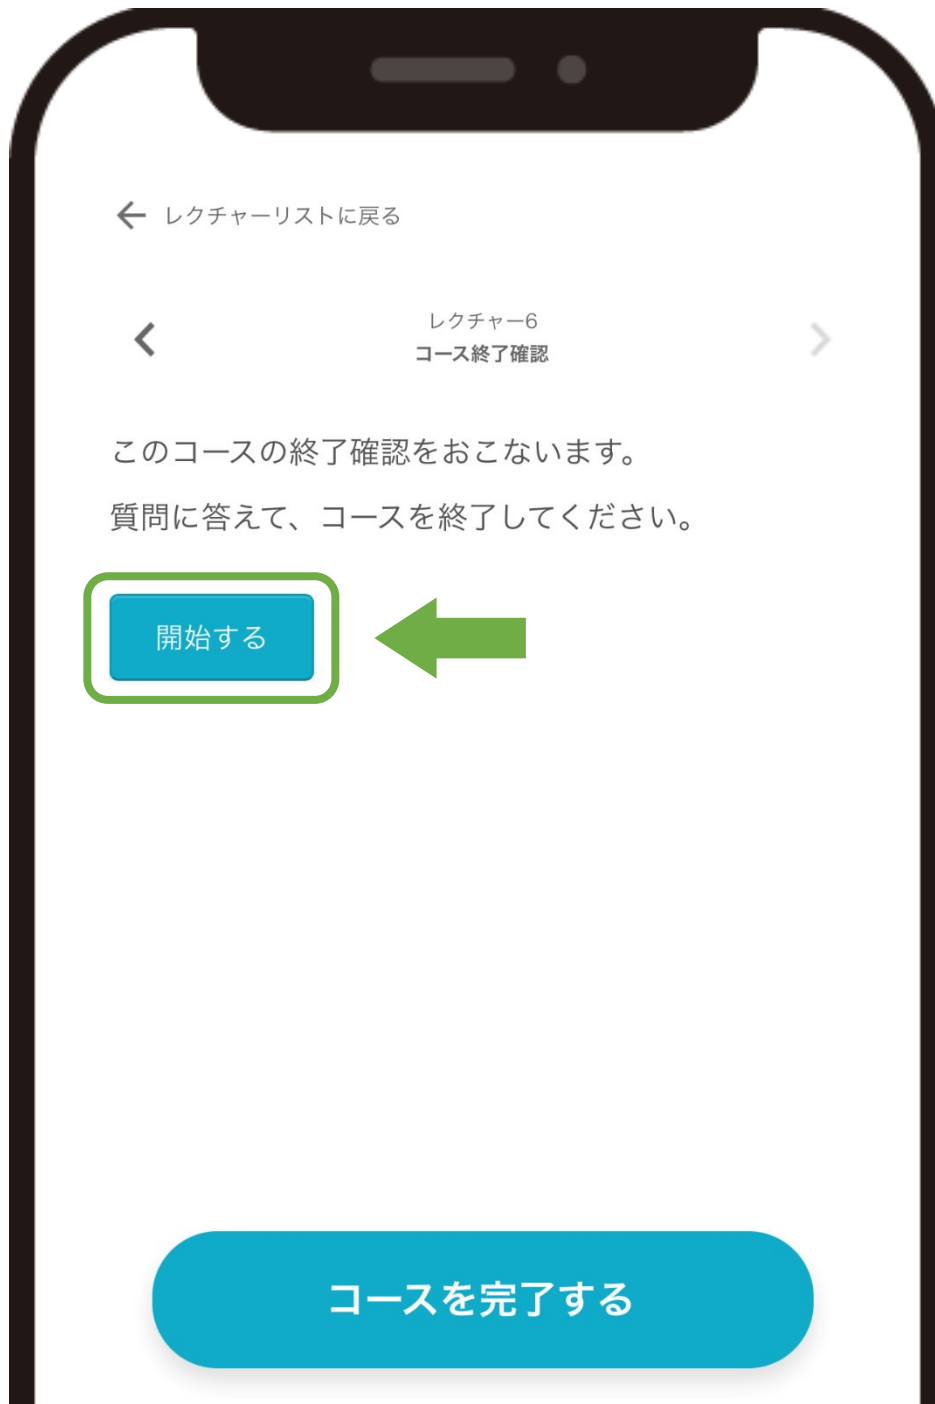 レクチャーリストに戻る
レクチャー6
コース終了確認
このコースの終了確認をおこないます。
質問に答えて、コースを終了してください。
開始する
コースを完了する